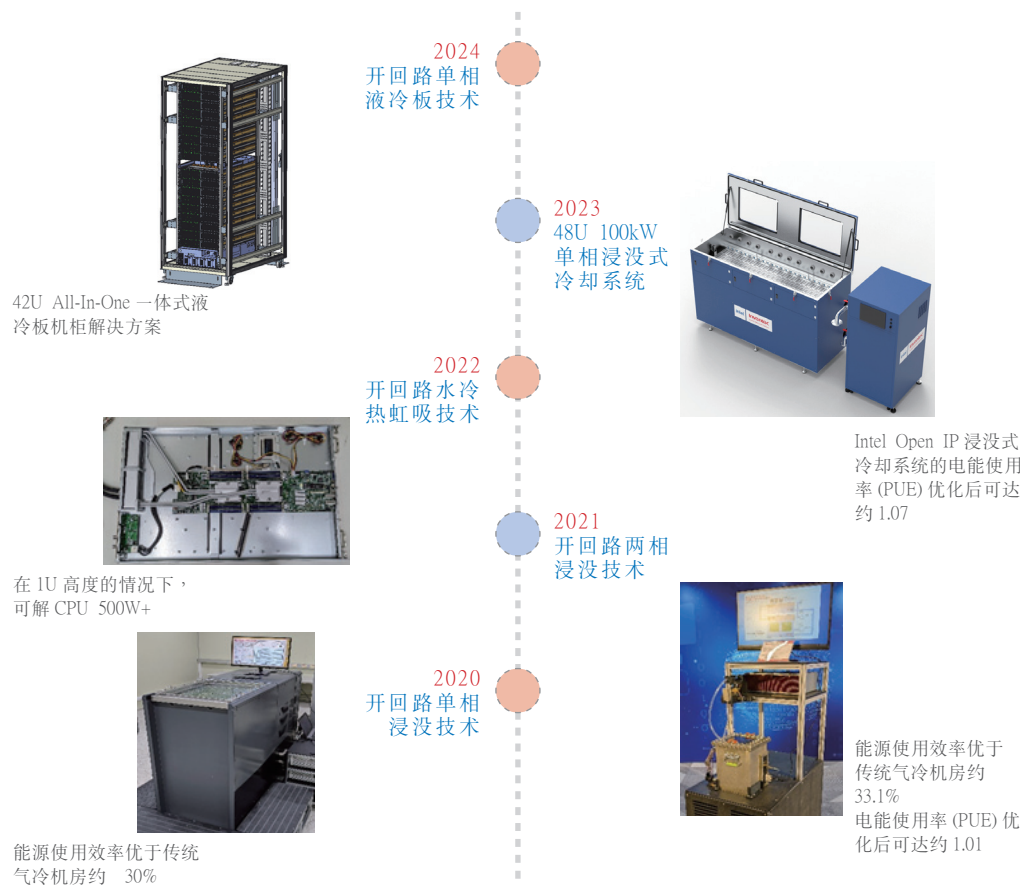 2024
开回路单相
液冷板技术
42U All-In-One 一体式液
冷板机柜解决方案
2023
48U 100kW
单相浸没式
冷却系统
intel
Intel Open IP 浸没式
冷却系统的电能使用
率 (PUE) 优化后可达
约 1.07
2022
开回路水冷
热虹吸技术
在 1U 高度的情况下，
可解 CPU 500W+
2021
开回路两相
浸没技术
能源使用效率优于
传统气冷机房约
33.1%
电能使用率 (PUE) 优
化后可达约 1.01
2020
开回路单相
浸没技术
能源使用效率优于传统
气冷机房约 30%